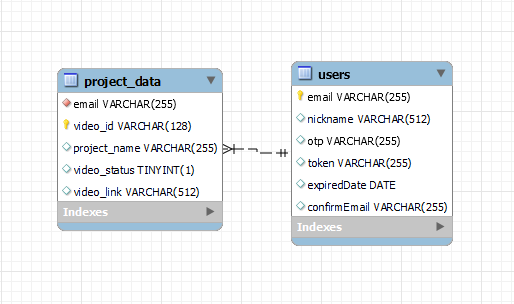 project_data
email VARCHAR(255)
video_id VARCHAR(128)
project_name VARCHAR(255)
video_status TINYINT(1)
video_link VARCHAR(512)
Indexes
users
email VARCHAR(255)
nickname VARCHAR(512)
otp VARCHAR(255)
token VARCHAR(255)
expiredDate DATE
confirmEmail VARCHAR(255)
Indexes